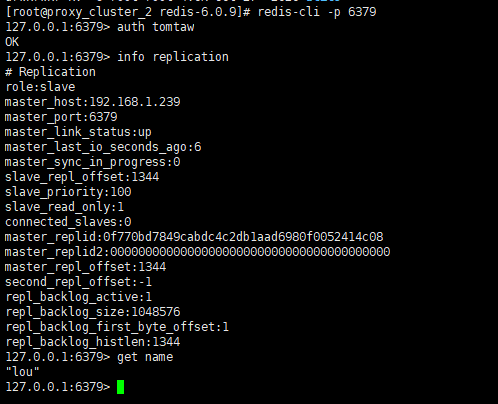 [root@proxy_cluster_2 redis-6.0.9]# redis-cli -p 6379
127.0.0.1:6379> auth tomtaw
OK
127.0.0.1:6379> info replication
# Replication
role:slave
master_host:192.168.1.239
master_port:6379
master_link_status:up
master_last_io_seconds_ago:6
master_sync_in_progress:0
slave_repl_offset:1344
slave_priority:100
slave_read_only:1
connected_slaves:0
master_replid:0f770bd7849cabdc4c2db1aad6980f0052414c08
master_replid2:0000000000000000000000000000000000000000
master_repl_offset:1344
second_repl_offset:-1
repl_backlog_active:1
repl_backlog_size:1048576
repl_backlog_first_byte_offset:1
repl_backlog_histlen:1344
127.0.0.1:6379> get name
"lou"
127.0.0.1:6379>